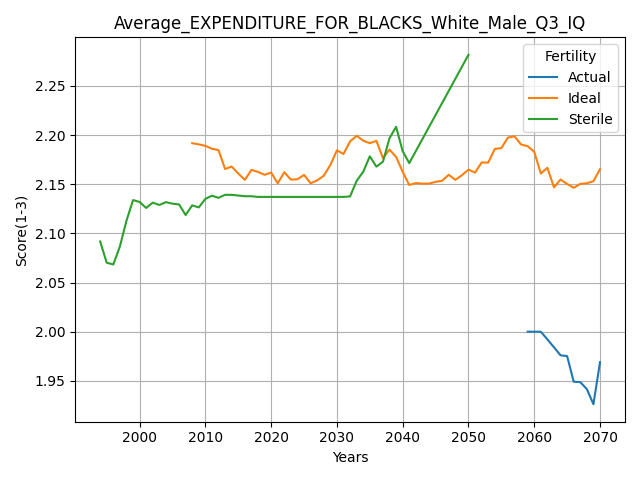 Average_EXPENDITURE_FOR_BLACKS_White_Male_Q3_IQ
Fertility
Actual
Ideal
Sterile
Score(1-3)
2.25
2.20
2.15
2.10
2.05
2.00
1.95
2000 2010 2020 2030 2040 2050 2060 2070
Years